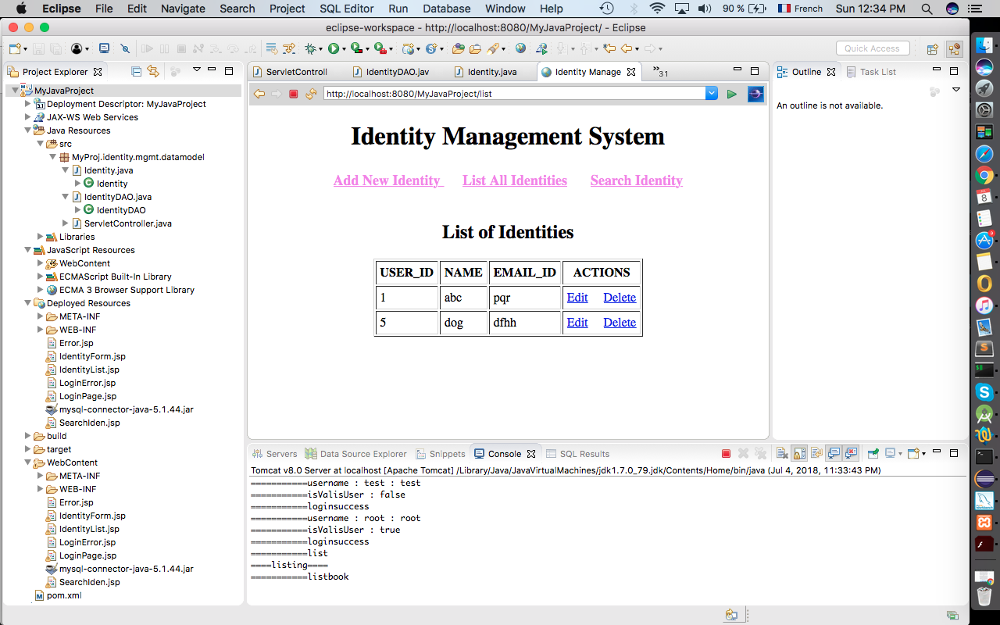 Eclipse File Edit Navigate Search Project SQL Editor Run Database Window Help 90 % French Sun 12:34 PM
eclipse-workspace - http://localhost:8080/MyJavaProject/ - Eclipse
Quick Access
Project Explorer
MyJavaProject
Deployment Descriptor: MyJavaProject
JAX-WS Web Services
Java Resources
src
MyProj.identity.mgmt.datamodel
Identity.java
Identity
IdentityDAO.java
IdentityDAO
ServletController.java
Libraries
JavaScript Resources
WebContent
ECMAScript Built-In Library
ECMA 3 Browser Support Library
Deployed Resources
META-INF
WEB-INF
Error.jsp
IdentityForm.jsp
IdentityList.jsp
LoginError.jsp
LoginPage.jsp
mysql-connector-java-5.1.44.jar
SearchIden.jsp
build
target
WebContent
META-INF
WEB-INF
Error.jsp
IdentityForm.jsp
IdentityList.jsp
LoginError.jsp
LoginPage.jsp
mysql-connector-java-5.1.44.jar
SearchIden.jsp
pom.xml
ServletControll IdentityDAO.jav Identity.java Identity Manage »31
http://localhost:8080/MyJavaProject/list
Identity Management System
Add New Identity List All Identities Search Identity
List of Identities
USER_ID NAME EMAIL_ID ACTIONS
1 abc pqr Edit Delete
5 dog dfhh Edit Delete
Outline Task List
An outline is not available.
Servers Data Source Explorer Snippets Console SQL Results
Tomcat v8.0 Server at localhost [Apache Tomcat] /Library/Java/JavaVirtualMachines/jdk1.7.0_79.jdk/Contents/Home/bin/java (Jul 4, 2018, 11:33:43 PM)
===========username : test : test
===========isValisUser : false
===========loginsuccess
===========username : root : root
===========isValisUser : true
===========loginsuccess
===========list
====listing====
===========listbook